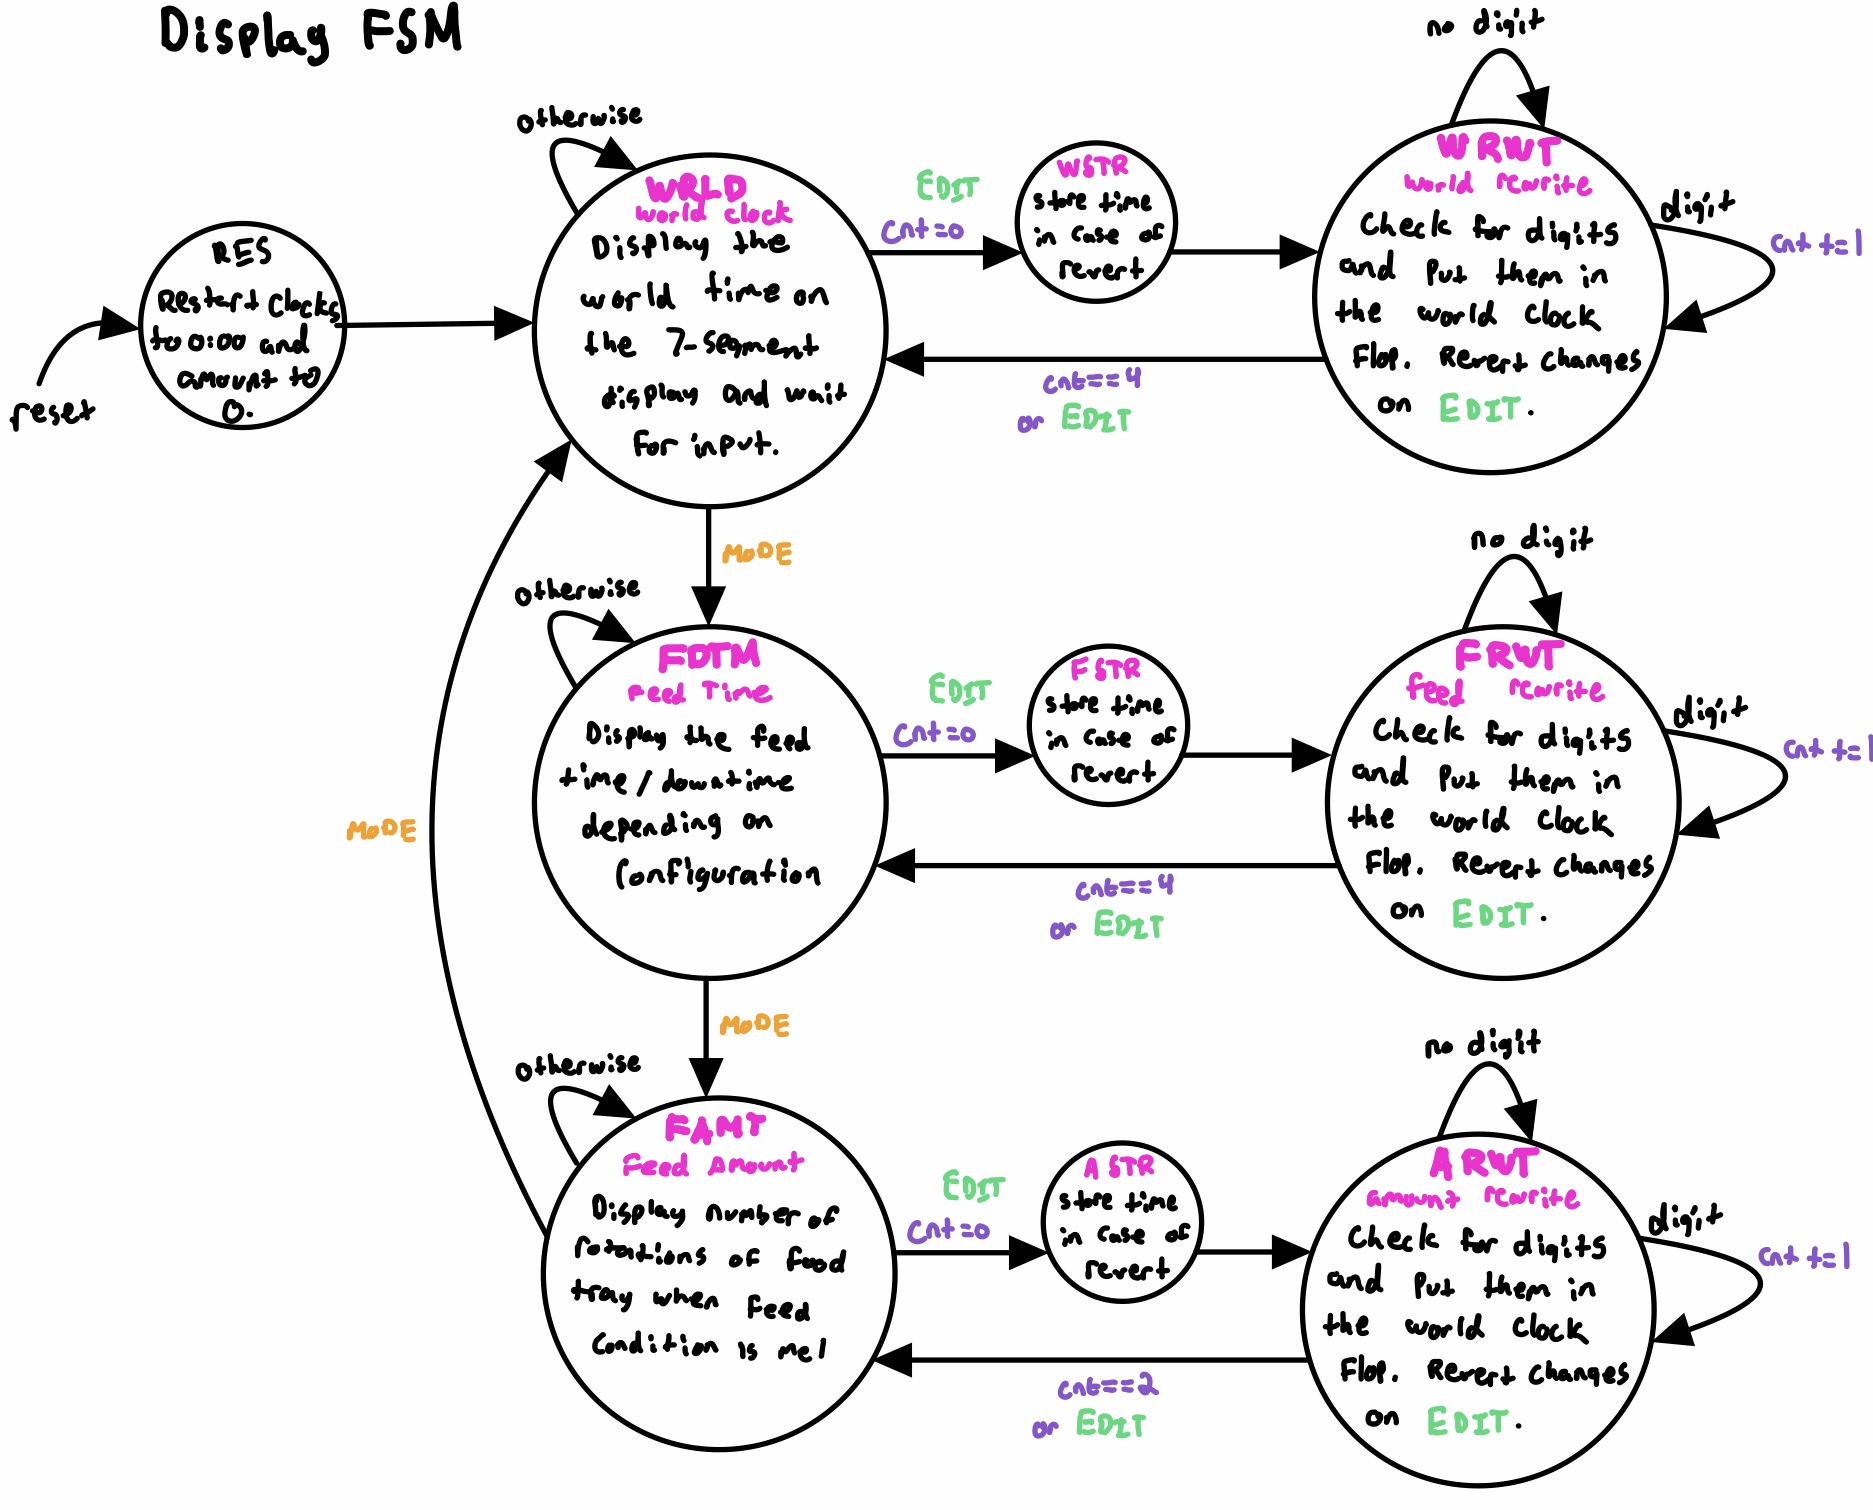 Display FSM
reset
RES
Restart Clocks
to 0:00 and
amount to
0.
otherwise
WRLD
world clock
Display the
world time on
the 7-segment
display and wait
for input.
EDIT
Cnt=0
WSTR
store time
in case of
revert
no digit
WRWT
world rewrite
Check for digits
and put them in
the world clock
Flop. Revert changes
on EDIT.
digit
cnt +=1
cnt==4
or EDIT
MODE
MODE
otherwise
FDTM
Feed Time
Display the feed
time/downtime
depending on
configuration
EDIT
Cnt=0
FSTR
store time
in case of
revert
no digit
FRWT
feed rewrite
Check for digits
and put them in
the world clock
Flop. Revert changes
on EDIT.
digit
cnt +=1
cnt==4
or EDIT
MODE
otherwise
FAMT
Feed Amount
Display number of
rotations of food
tray when feed
condition is met
EDIT
Cnt=0
ASTR
store time
in case of
revert
no digit
ARWT
amount rewrite
Check for digits
and put them in
the world clock
Flop. Revert changes
on EDIT.
digit
cnt +=1
cnt==2
or EDIT